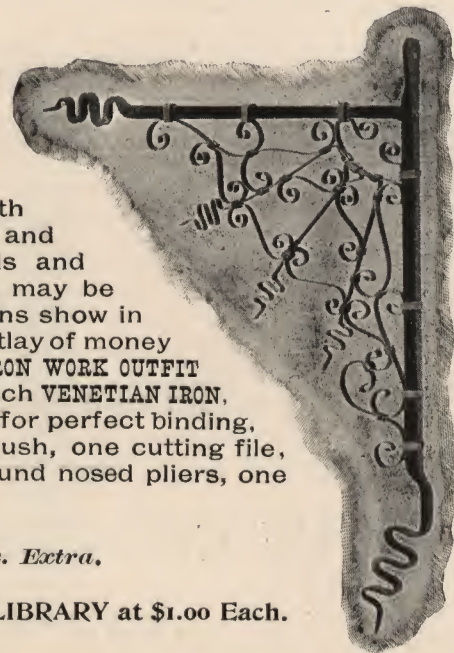 th
and
ls and
may be
ns show in
tlay of money
RON WORK OUTFIT
ch VENETIAN IRON,
for perfect binding,
ush, one cutting file,
und nosed pliers, one
. Extra.
LIBRARY at $1.00 Each.